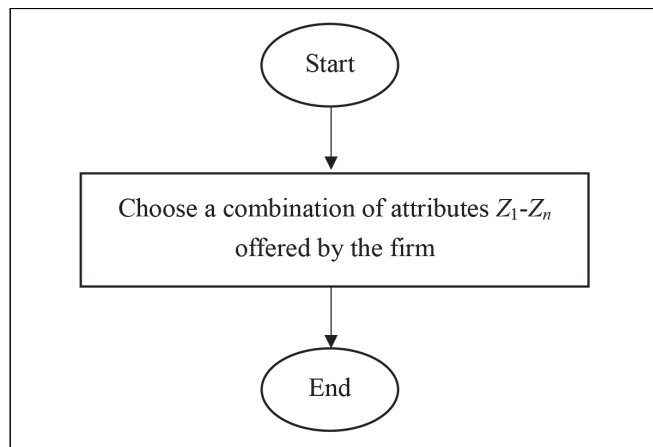 Start
Choose a combination of attributes Z₁-Zₙ
offered by the firm
End